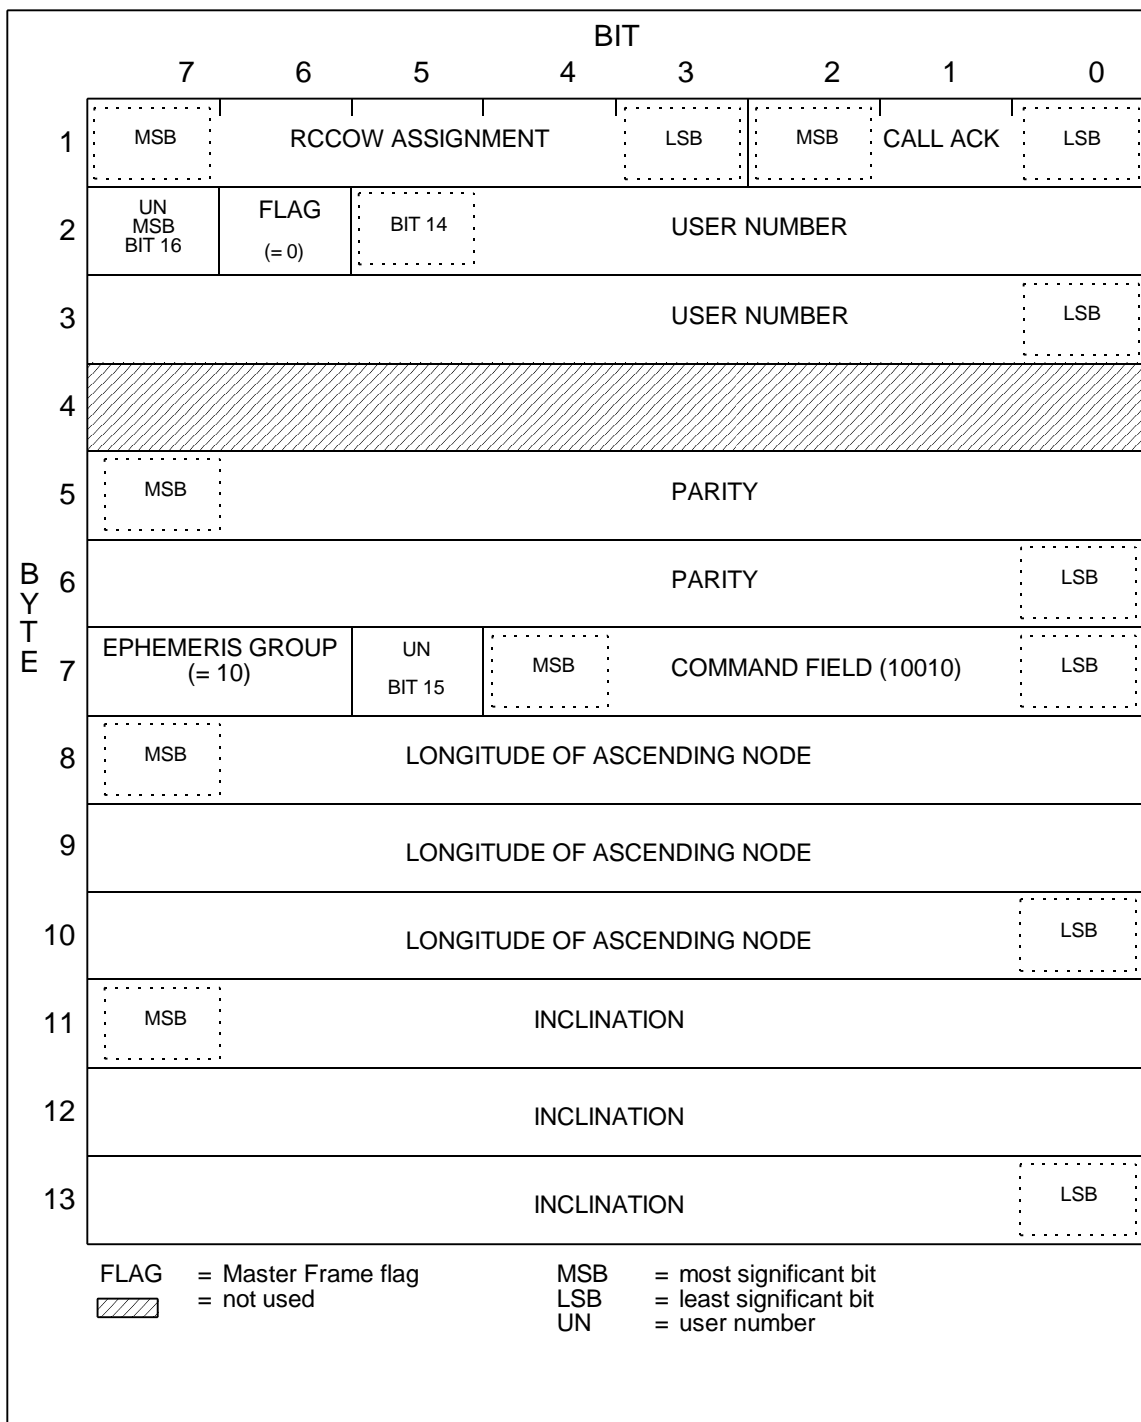 BIT
7 6 5 4 3 2 1 0
1 MSB RCCOW ASSIGNMENT LSB MSB CALL ACK LSB
2 UN MSB BIT 16 FLAG (= 0) BIT 14 USER NUMBER
3 USER NUMBER LSB
4
5 MSB PARITY
BYTE
6 PARITY LSB
7 EPHEMERIS GROUP (= 10) UN BIT 15 MSB COMMAND FIELD (10010) LSB
8 MSB LONGITUDE OF ASCENDING NODE
9 LONGITUDE OF ASCENDING NODE
10 LONGITUDE OF ASCENDING NODE LSB
11 MSB INCLINATION
12 INCLINATION
13 INCLINATION LSB
FLAG = Master Frame flag
= not used
MSB = most significant bit
LSB = least significant bit
UN = user number